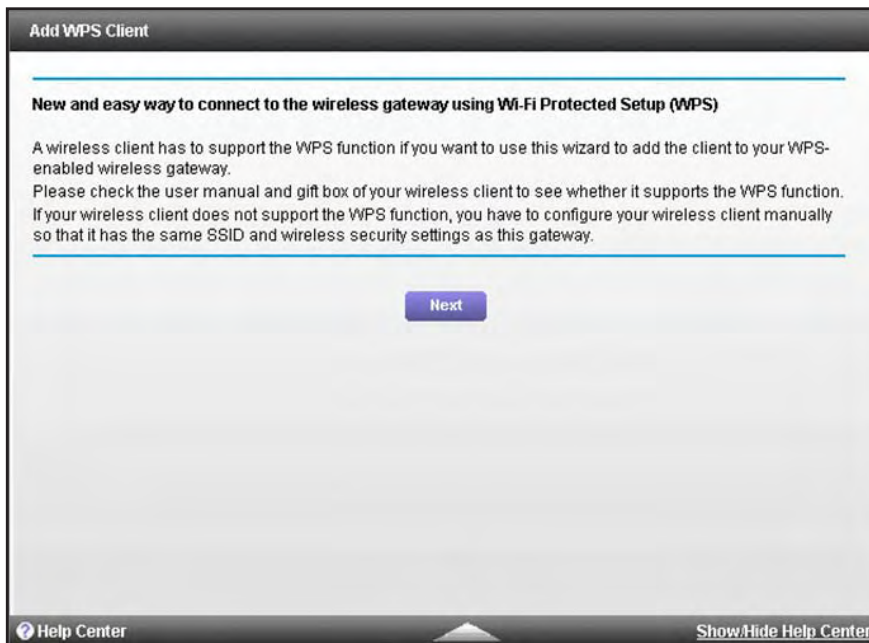 Add WPS Client
New and easy way to connect to the wireless gateway using Wi-Fi Protected Setup (WPS)
A wireless client has to support the WPS function if you want to use this wizard to add the client to your WPS-
enabled wireless gateway.
Please check the user manual and gift box of your wireless client to see whether it supports the WPS function.
If your wireless client does not support the WPS function, you have to configure your wireless client manually
so that it has the same SSID and wireless security settings as this gateway.
Next
Help Center
Show/Hide Help Center